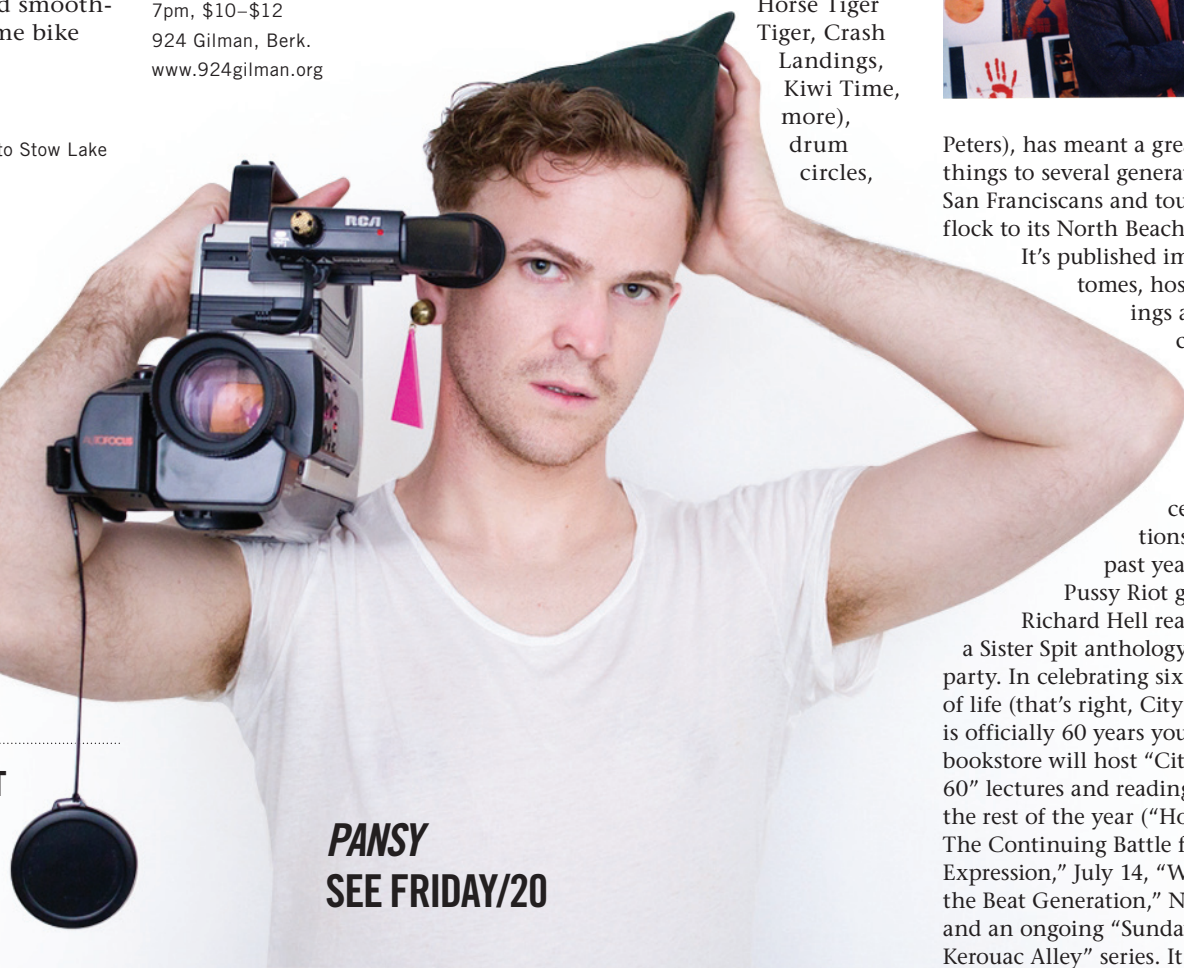 d smooth-
me bike
to Stow Lake
T
7pm, $10–$12
924 Gilman, Berk.
www.924gilman.org
Horse Tiger
Tiger, Crash
Landings,
Kiwi Time,
more),
drum
circles,
RCA
AUTOFOCUS
PANSY
SEE FRIDAY/20
Peters), has meant a grea
things to several generat
San Franciscans and tou
flock to its North Beach
It's published im
tomes, hos
ings a
c
ce
tions
past yea
Pussy Riot g
Richard Hell rea
a Sister Spit anthology
party. In celebrating six
of life (that's right, City
is officially 60 years you
bookstore will host “Cit
60” lectures and reading
the rest of the year (“Ho
The Continuing Battle f
Expression,” July 14, “W
the Beat Generation,” N
and an ongoing “Sunda
Kerouac Alley” series. It